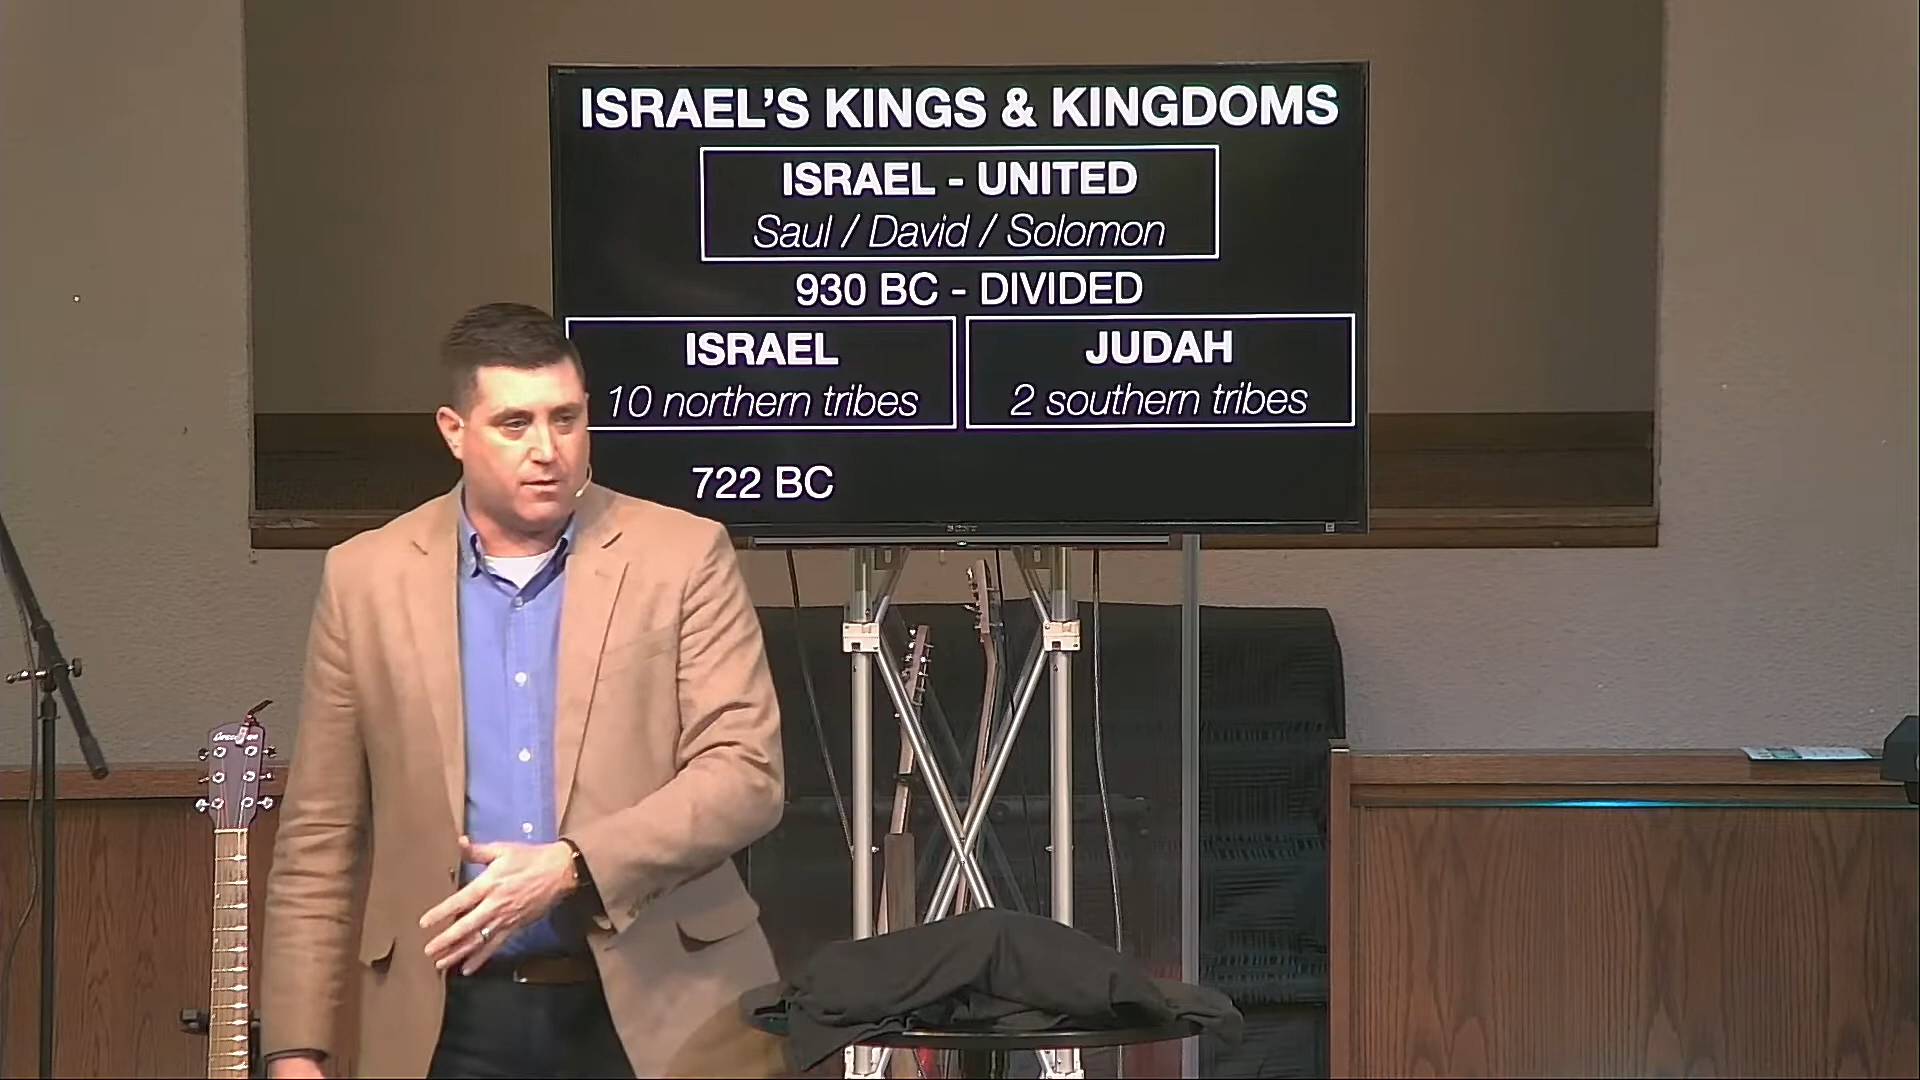 ISRAEL'S KINGS & KINGDOMS
ISRAEL - UNITED
Saul / David / Solomon
930 BC - DIVIDED
ISRAEL
10 northern tribes
JUDAH
2 southern tribes
722 BC